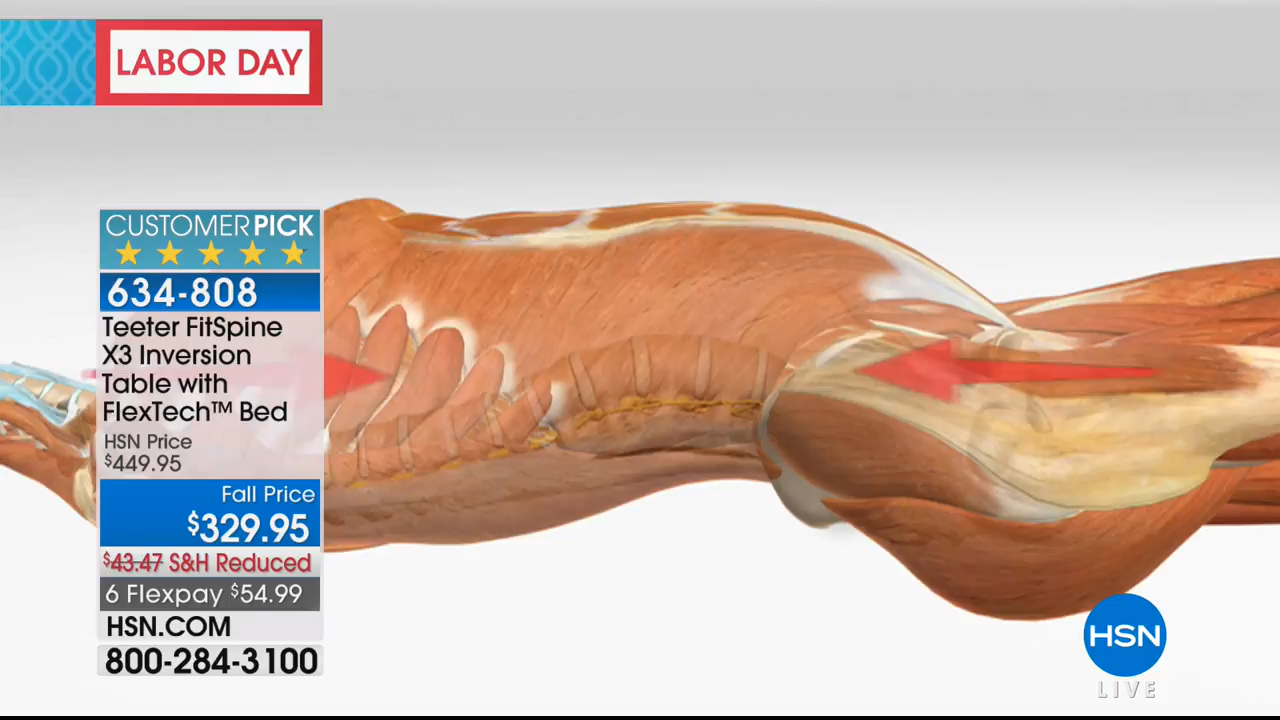 LABOR DAY
CUSTOMER PICK
634-808
Teeter FitSpine
X3 Inversion
Table with
FlexTech™ Bed
HSN Price
$449.95
Fall Price
$329.95
$43.47 S&H Reduced
6 Flexpay $54.99
HSN.COM
800-284-3100
HSN
LIVE